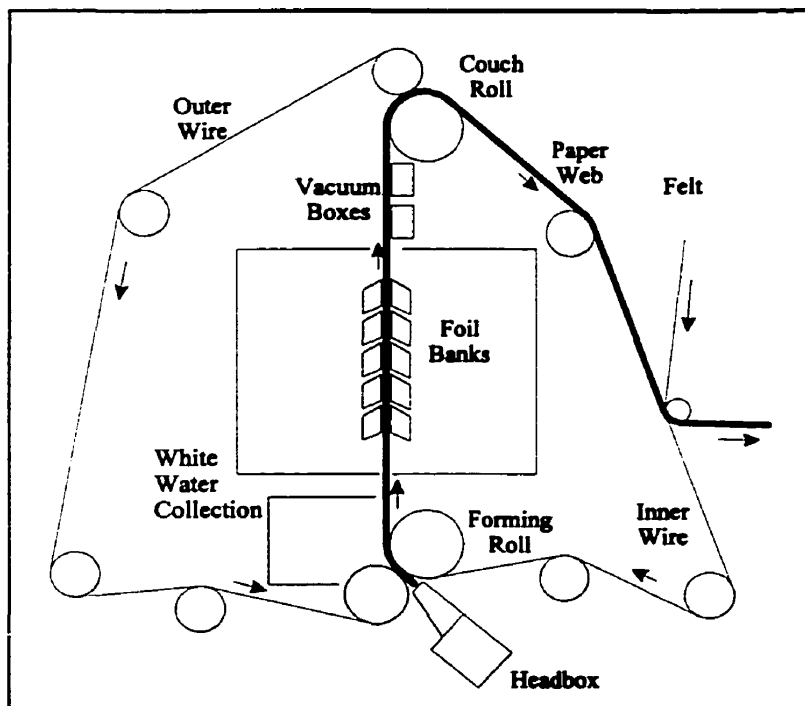 Couch
Roll
Outer
Wire
Paper
Web
Felt
Vacuum
Boxes
Foil
Banks
White
Water
Collection
Forming
Roll
Inner
Wire
Headbox